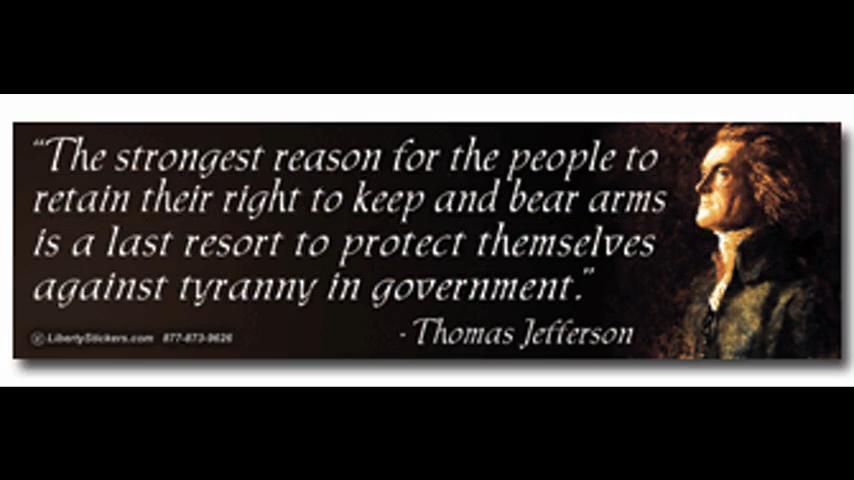 “The strongest reason for the people to
retain their right to keep and bear arms
is a last resort to protect themselves
against tyranny in government.”
- Thomas Jefferson
LibertyStickers.com 877-873-9626